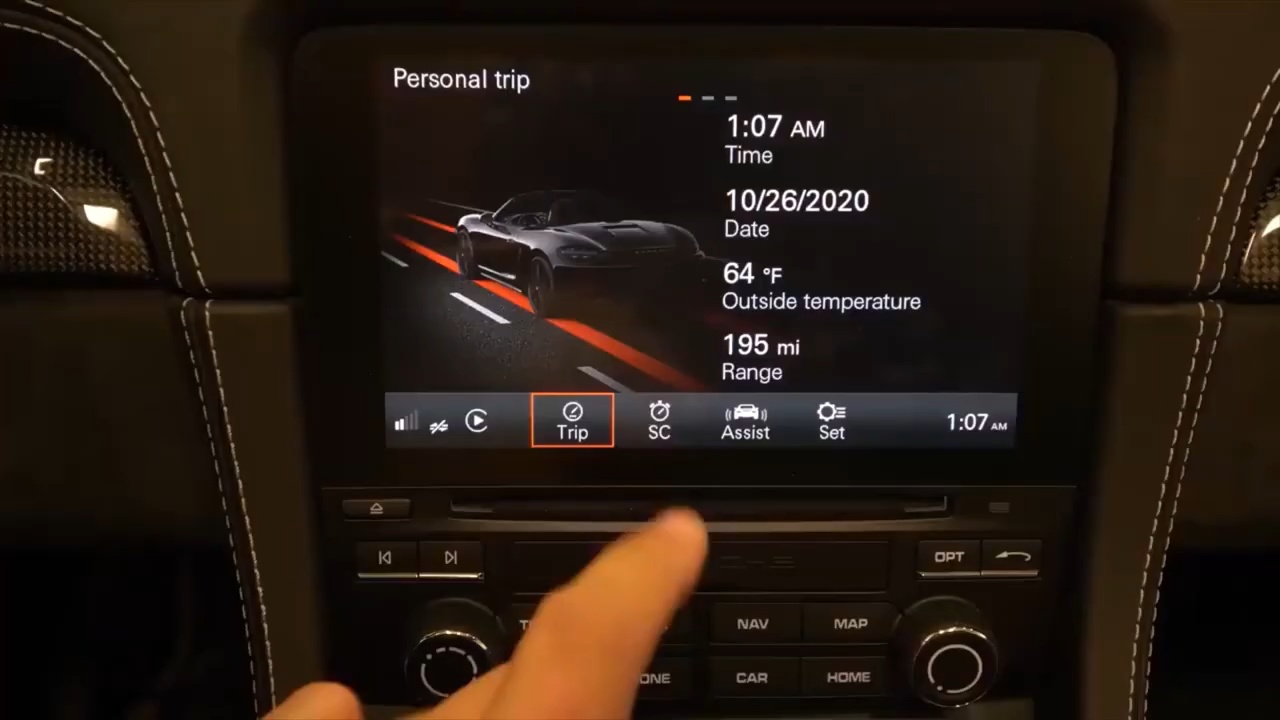 Personal trip
1:07 AM
Time
10/26/2020
Date
64 °F
Outside temperature
195 mi
Range
Trip
SC
Assist
Set
1:07 AM
OPT
NAV
MAP
CAR
HOME